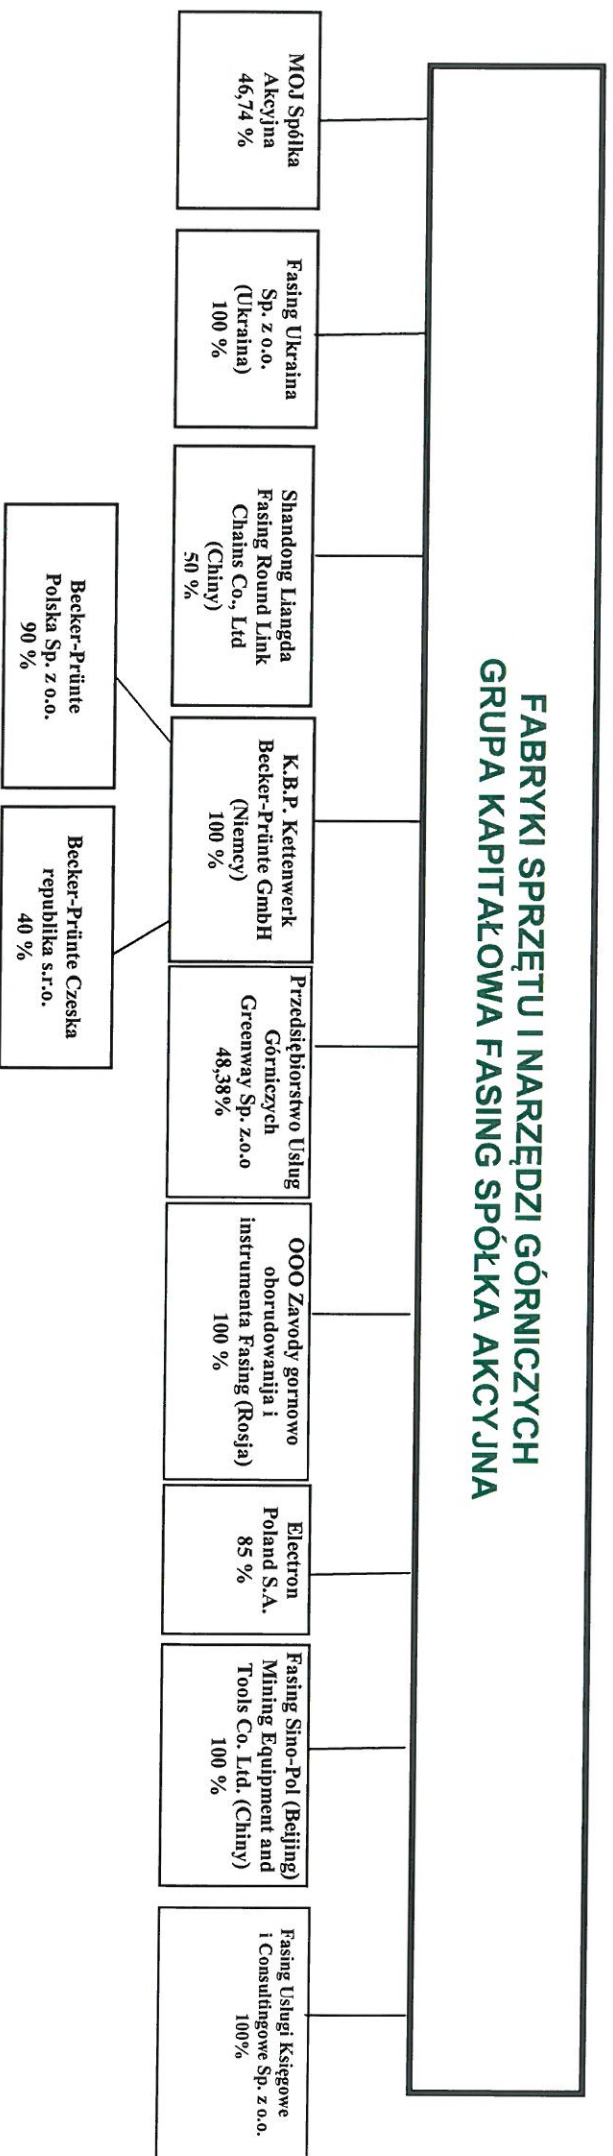 FABRYKI SPRZĘTU I NARZĘDZI GÓRNICZYCH
GRUPA KAPITAŁOWA FASING SPÓŁKA AKCYJNA
MOJ Spółka
Akcyjna
46,74 %
Fasing Ukraina
Sp. z o.o.
(Ukraina)
100 %
Shandong Liangda
Fasing Round Link
Chains Co., Ltd
(Chiny)
50 %
K.B.P. Kettenwerk
Becker-Prünte GmbH
(Niemcy)
100 %
Przedsiębiorstwo Usług
Górniczych
Greenway Sp. z.o.o
48,38%
OOO Zavody gornowo
oborudowanija i
instrumenta Fasing (Rosja)
100 %
Electron
Poland S.A.
85 %
Fasing Sino-Pol (Beijing)
Mining Equipment and
Tools Co. Ltd. (Chiny)
100 %
Fasing Usługi Księgowe
i Consultingowe Sp. z o.o.
100%
Becker-Prünte
Polska Sp. z o.o.
90 %
Becker-Prünte Czeska
republika s.r.o.
40 %